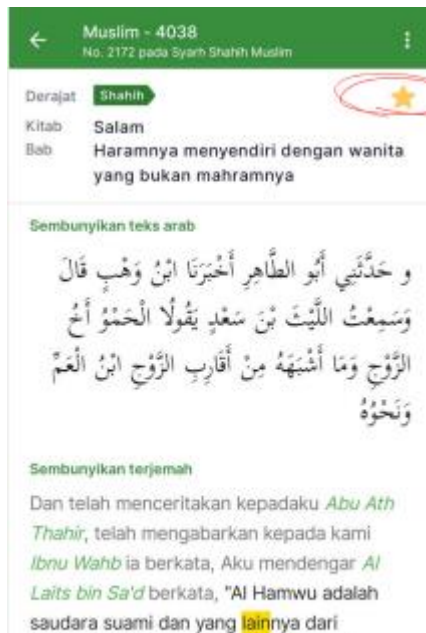 Muslim - 4038
No. 2172 pada Syarh Shahih Muslim
Derajat Shahih
Kitab Salam
Bab Haramnya menyendiri dengan wanita
yang bukan mahramnya
Sembunyikan teks arab
و حَدَّثَنِي أَبُو الطَّاهِرِ أَخْبَرَنَا ابْنُ وَهْبٍ قَالَ
وَسَمِعْتُ اللَّيْثَ بْنَ سَعْدٍ يَقُولُا الْحَمْوُ أَخُ
الزَّوْجِ وَمَا أَشْبَهَهُ مِنْ أَقَارِبِ الزَّوْجِ ابْنُ الْعَمِّ
وَنَحْوُهُ
Sembunyikan terjemah
Dan telah menceritakan kepadaku Abu Ath
Thahir, telah mengabarkan kepada kami
Ibnu Wahb ia berkata, Aku mendengar Al
Laits bin Sa'd berkata, "Al Hamwu adalah
saudara suami dan yang lainnya dari